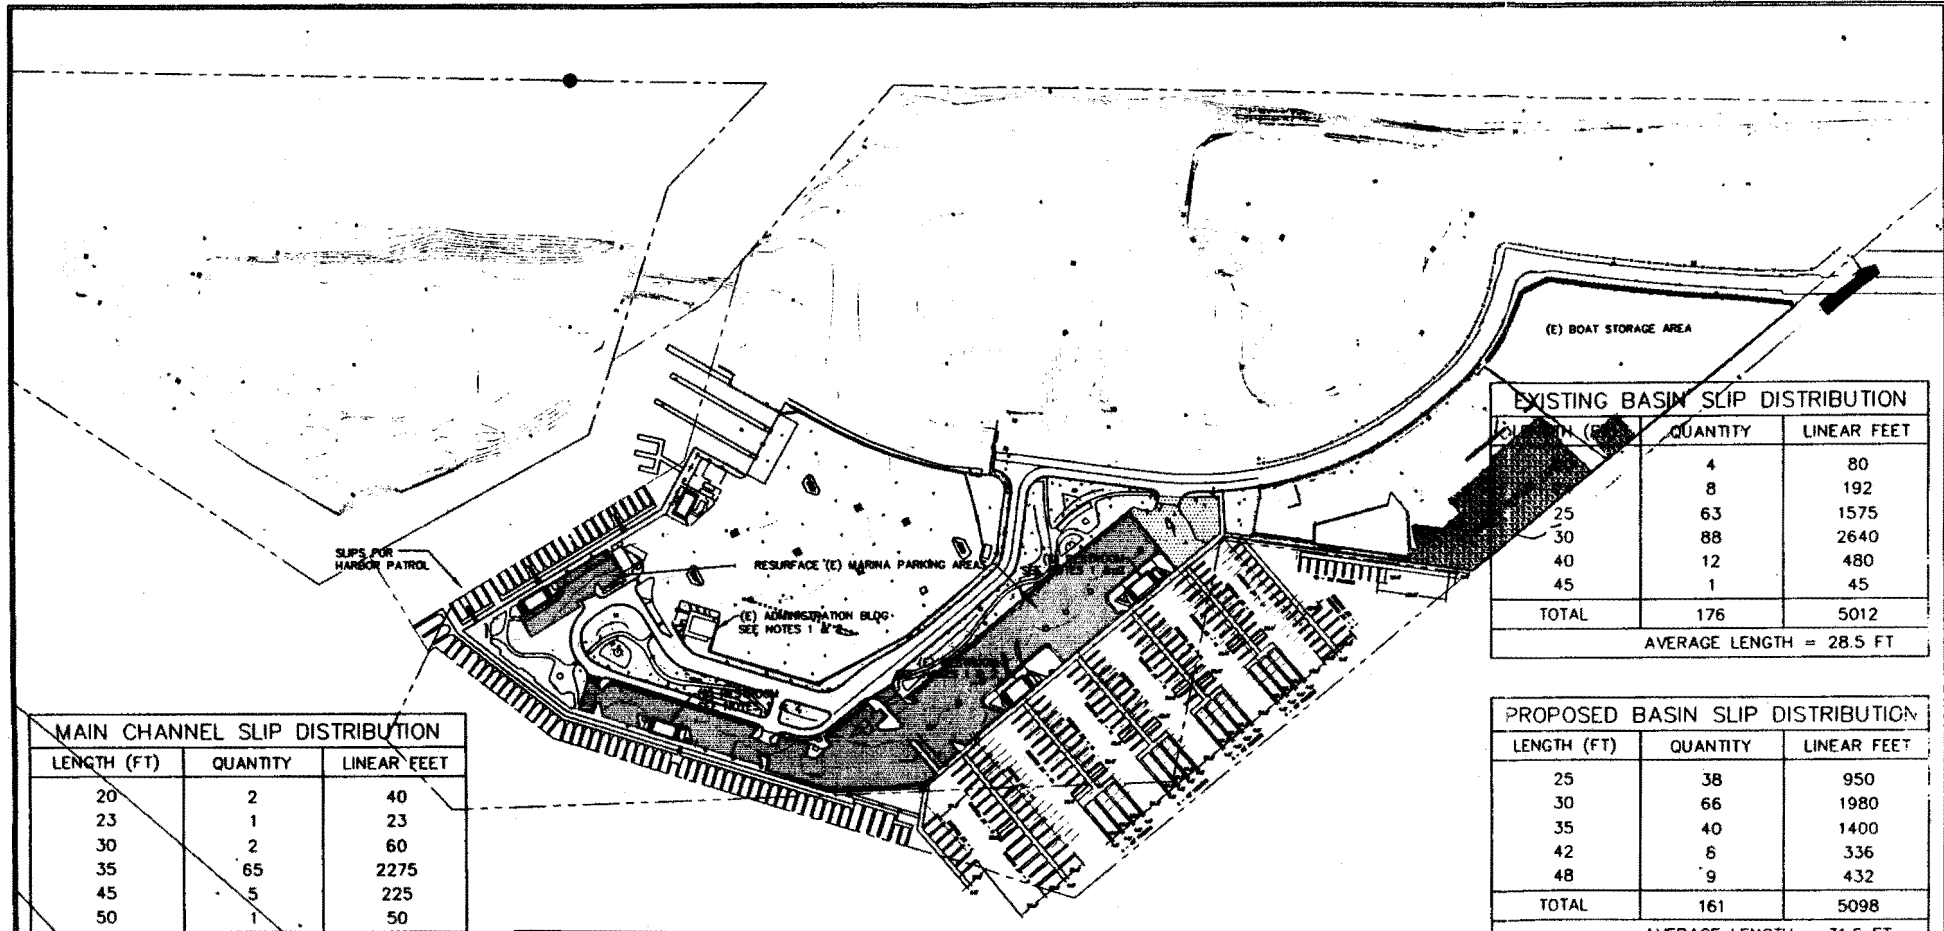 (E) BOAT STORAGE AREA
EXISTING BASIN SLIP DISTRIBUTION
QUANTITY LINEAR FEET
4 80
8 192
25 63 1575
30 88 2640
40 12 480
45 1 45
TOTAL 176 5012
AVERAGE LENGTH = 28.5 FT
SLIPS FOR
HARBOR PATROL
RESURFACE (E) MARINA PARKING AREAS
(E) ADMINISTRATION BLDG
SEE NOTES 1 &
MAIN CHANNEL SLIP DISTRIBUTION
LENGTH (FT) QUANTITY LINEAR FEET
20 2 40
23 1 23
30 2 60
35 65 2275
45 5 225
50 1 50
PROPOSED BASIN SLIP DISTRIBUTION
LENGTH (FT) QUANTITY LINEAR FEET
25 38 950
30 66 1980
35 40 1400
42 8 336
48 9 432
TOTAL 161 5098
AVERAGE LENGTH